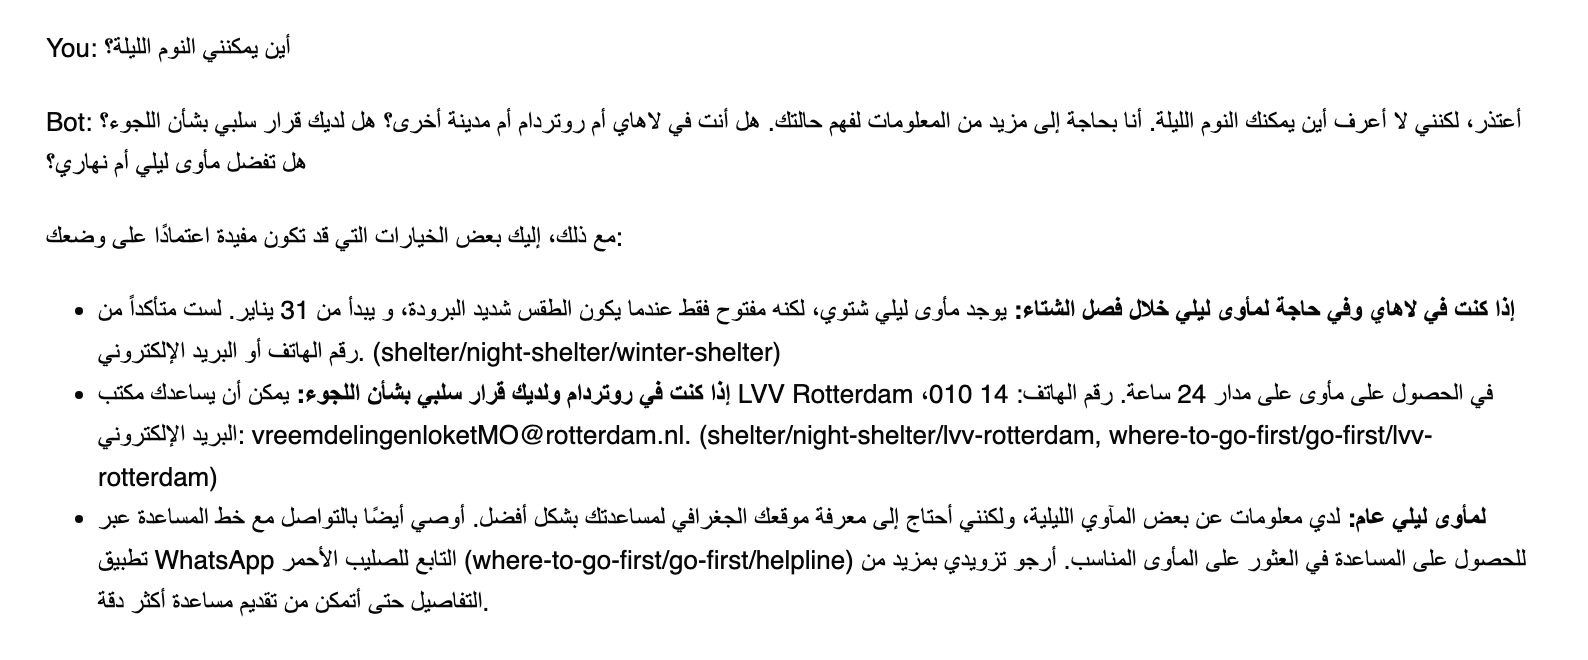 You: أين يمكنني النوم الليلة؟
Bot: أعتذر، لكنني لا أعرف أين يمكنك النوم الليلة. أنا بحاجة إلى مزيد من المعلومات لفهم حالتك. هل أنت في لاهاي أم روتردام أم مدينة أخرى؟ هل لديك قرار سلبي بشأن اللجوء؟
هل تفضل مأوى ليلي أم نهاري؟
مع ذلك، إليك بعض الخيارات التي قد تكون مفيدة اعتمادًا على وضعك:
• إذا كنت في لاهاي وفي حاجة لمأوى ليلي خلال فصل الشتاء: يوجد مأوى ليلي شتوي، لكنه مفتوح فقط عندما يكون الطقس شديد البرودة، و يبدأ من 31 يناير. لست متأكداً من
رقم الهاتف أو البريد الإلكتروني. (shelter/night-shelter/winter-shelter)
• إذا كنت في روتردام ولديك قرار سلبي بشأن اللجوء: يمكن أن يساعدك مكتب LVV Rotterdam في الحصول على مأوى على مدار 24 ساعة. رقم الهاتف: 14 010،
البريد الإلكتروني: vreemdelingenloketMO@rotterdam.nl. (shelter/night-shelter/lvv-rotterdam, where-to-go-first/go-first/lvv-
rotterdam)
• لمأوى ليلي عام: لدي معلومات عن بعض المآوي الليلية، ولكنني أحتاج إلى معرفة موقعك الجغرافي لمساعدتك بشكل أفضل. أوصي أيضًا بالتواصل مع خط المساعدة عبر
تطبيق WhatsApp التابع للصليب الأحمر (where-to-go-first/go-first/helpline) للحصول على المساعدة في العثور على المأوى المناسب. أرجو تزويدي بمزيد من
التفاصيل حتى أتمكن من تقديم مساعدة أكثر دقة.